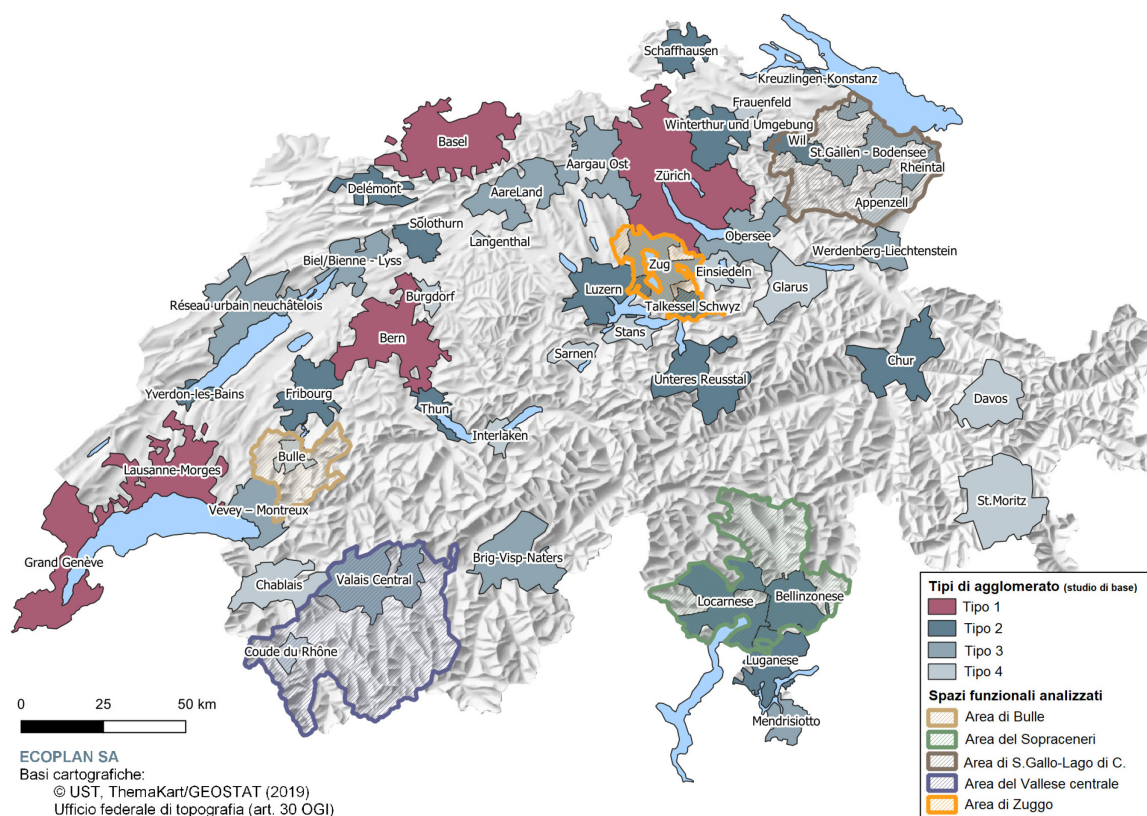 Schaffhausen
Kreuzlingen-Konstanz
Frauenfeld
Winterthur und Umgebung
Basel
Wil
St.Gallen - Bodensee
Aargau Ost
Rheintal
Zürich
Delémont
AareLand
Appenzell
Solothurn
Obersee
Langenthal
Werdenberg-Liechtenstein
Biel/Bienne - Lyss
Zug
Einsiedeln
Glarus
Réseau urbain neuchâtelois
Burgdorf
Luzern
Talkessel Schwyz
Bern
Stans
Sarnen
Chur
Unteres Reusstal
Yverdon-les-Bains
Fribourg
Davos
Thun
Interlaken
Bulle
Lausanne-Morges
St.Moritz
Vevey – Montreux
Grand Genève
Brig-Visp-Naters
Chablais
Valais Central
Locarnese
Bellinzonese
Coude du Rhône
Luganese
Mendrisiotto
Tipi di agglomerato (studio di base)
Tipo 1
Tipo 2
Tipo 3
Tipo 4
Spazi funzionali analizzati
Area di Bulle
Area del Sopraceneri
Area di S.Gallo-Lago di C.
Area del Vallese centrale
Area di Zuggo
0 25 50 km
ECOPLAN SA
Basi cartografiche:
© UST, ThemaKart/GEOSTAT (2019)
Ufficio federale di topografia (art. 30 OGI)